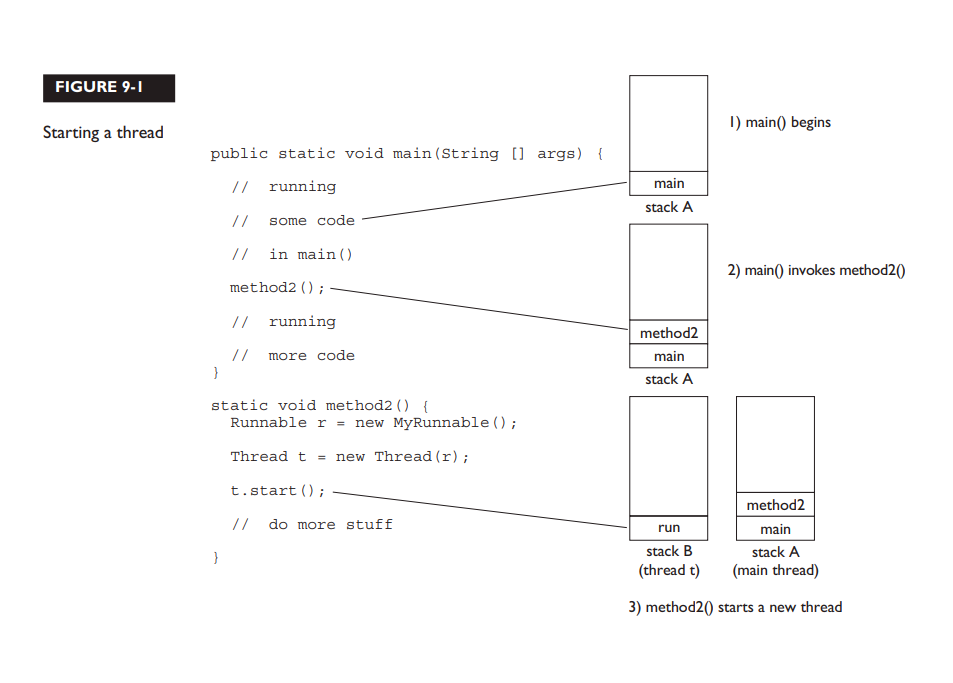 FIGURE 9-1
Starting a thread
public static void main(String [] args) {
// running
// some code
// in main()
method2();
// running
// more code
}
static void method2() {
Runnable r = new MyRunnable();
Thread t = new Thread(r);
t.start();
// do more stuff
}
1) main() begins
main
stack A
2) main() invokes method2()
method2
main
stack A
run
stack B
(thread t)
method2
main
stack A
(main thread)
3) method2() starts a new thread